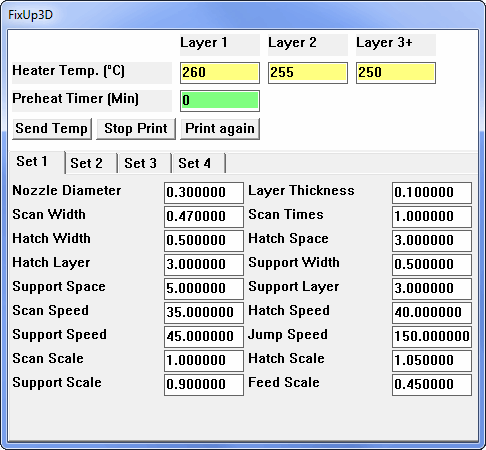 FixUp3D
Layer 1 Layer 2 Layer 3+
Heater Temp. (°C) 260 255 250
Preheat Timer (Min) 0
Send Temp Stop Print Print again
Set 1 Set 2 Set 3 Set 4
Nozzle Diameter 0.300000 Layer Thickness 0.100000
Scan Width 0.470000 Scan Times 1.000000
Hatch Width 0.500000 Hatch Space 3.000000
Hatch Layer 3.000000 Support Width 0.500000
Support Space 5.000000 Support Layer 3.000000
Scan Speed 35.000000 Hatch Speed 40.000000
Support Speed 45.000000 Jump Speed 150.000000
Scan Scale 1.000000 Hatch Scale 1.050000
Support Scale 0.900000 Feed Scale 0.450000